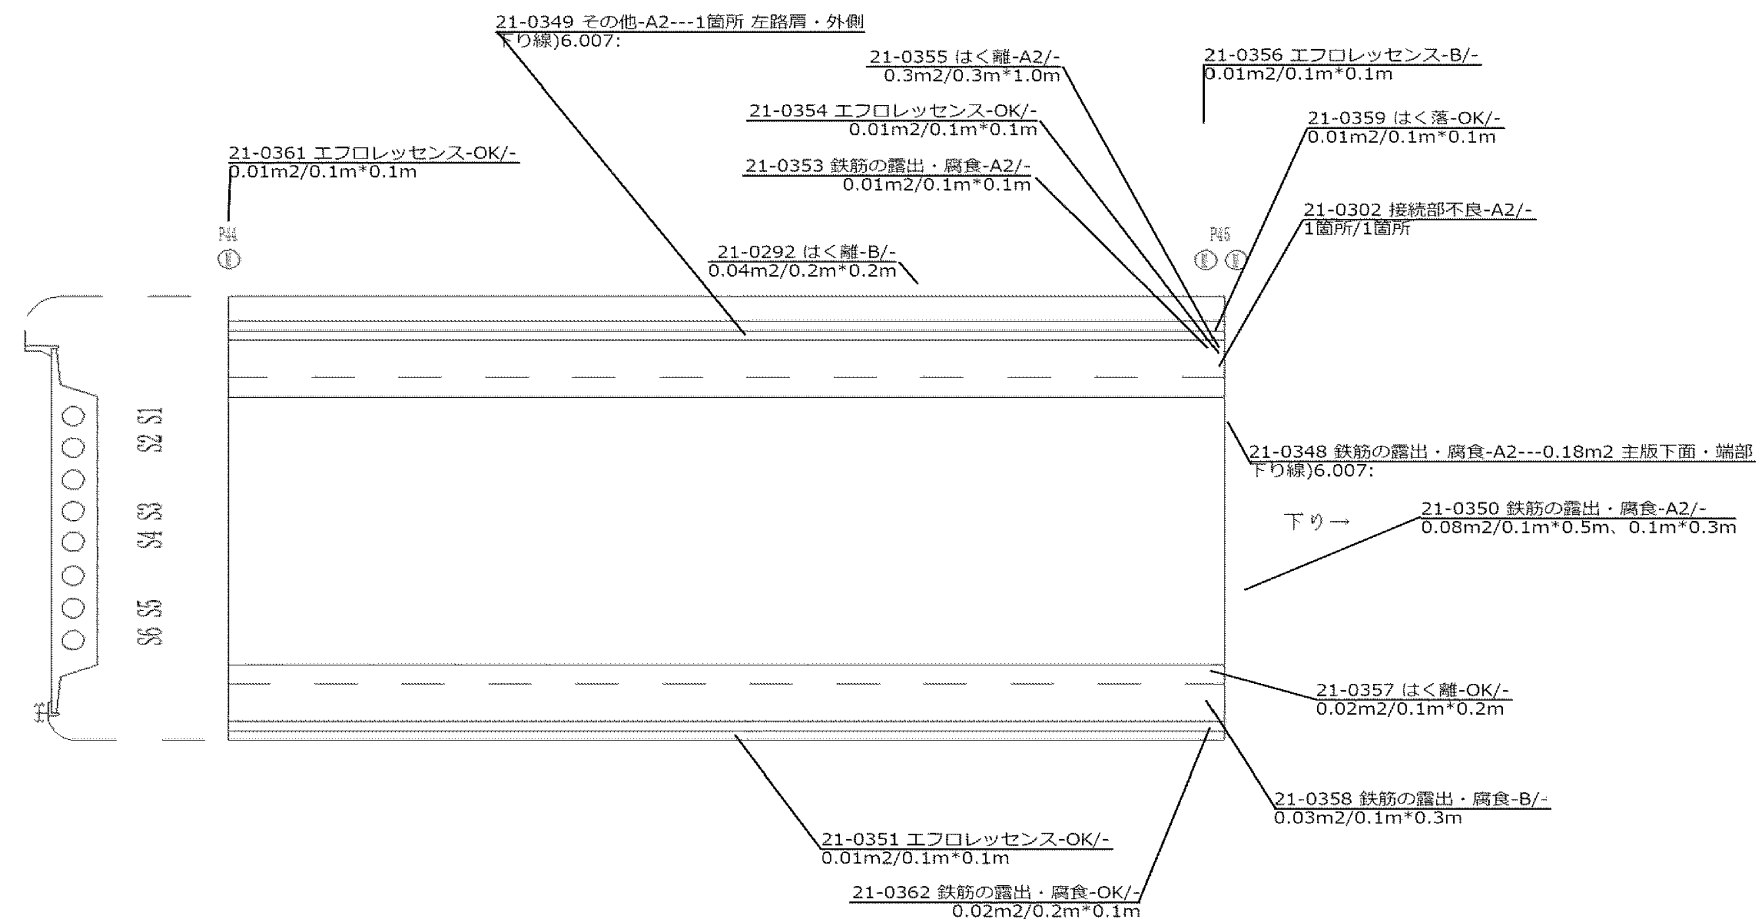 21-0349 その他-A2---1箇所 左路肩・外側
下り線)6.007:
21-0355 はく離-A2/-
0.3m2/0.3m*1.0m
21-0356 エフロレッセンス-B/-
0.01m2/0.1m*0.1m
21-0354 エフロレッセンス-OK/-
0.01m2/0.1m*0.1m
21-0359 はく落-OK/-
0.01m2/0.1m*0.1m
21-0361 エフロレッセンス-OK/-
0.01m2/0.1m*0.1m
21-0353 鉄筋の露出・腐食-A2/-
0.01m2/0.1m*0.1m
21-0302 接続部不良-A2/-
1箇所/1箇所
P44
P45
21-0292 はく離-B/-
0.04m2/0.2m*0.2m
S1
S2
S3
S4
S5
S6
21-0348 鉄筋の露出・腐食-A2---0.18m2 主版下面・端部
下り線)6.007:
下り→
21-0350 鉄筋の露出・腐食-A2/-
0.08m2/0.1m*0.5m、0.1m*0.3m
21-0357 はく離-OK/-
0.02m2/0.1m*0.2m
21-0358 鉄筋の露出・腐食-B/-
0.03m2/0.1m*0.3m
21-0351 エフロレッセンス-OK/-
0.01m2/0.1m*0.1m
21-0362 鉄筋の露出・腐食-OK/-
0.02m2/0.2m*0.1m